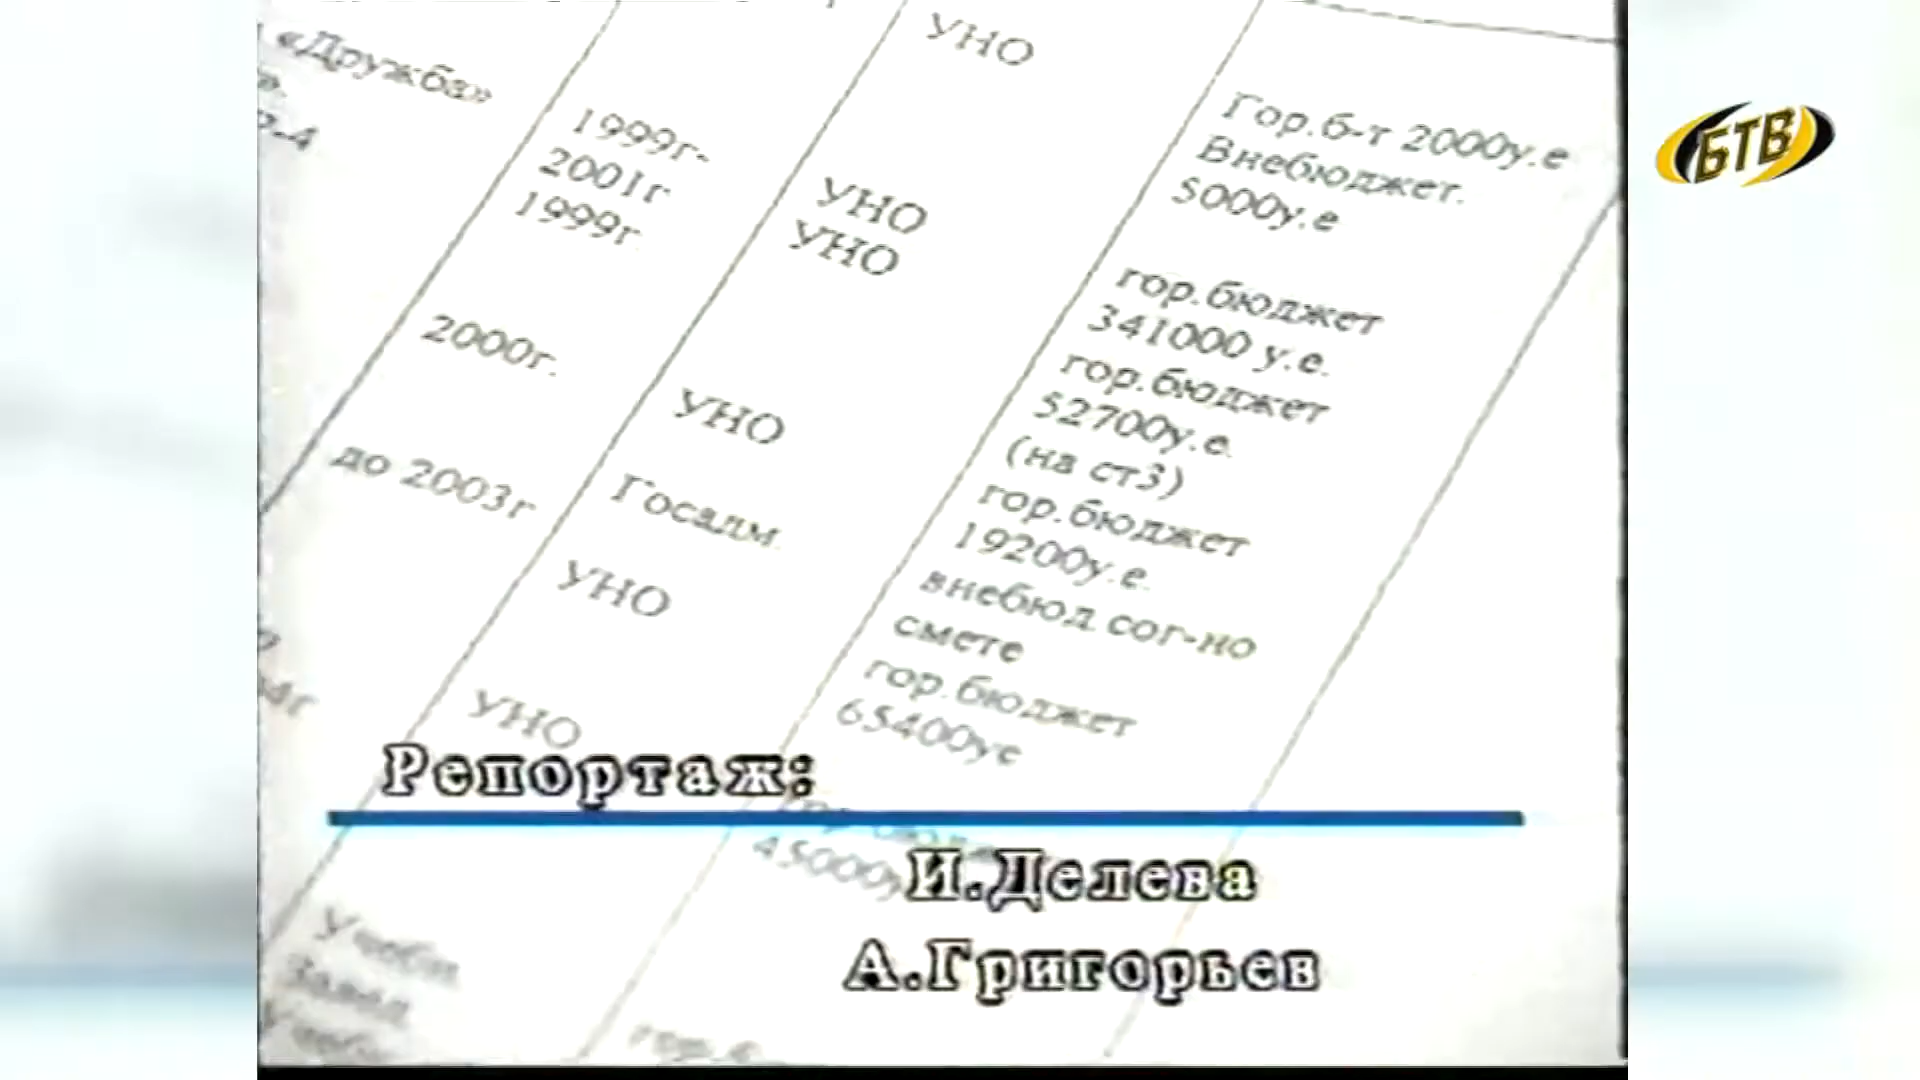 «Дружба»
1999г-
2001г
1999г.
2000г.
до 2003г
УНО
УНО
УНО
УНО
Госадм.
УНО
УНО
Гор.б-т 2000у.е
Внебюджет.
5000у.е
гор.бюджет
341000 у.е.
гор.бюджет
52700у.е.
(на ст3)
гор.бюджет
19200у.е.
внебюд сог-но
смете
гор.бюджет
65400уе
45000у
БТВ
Репортаж:
И.Делева
А.Григорьев